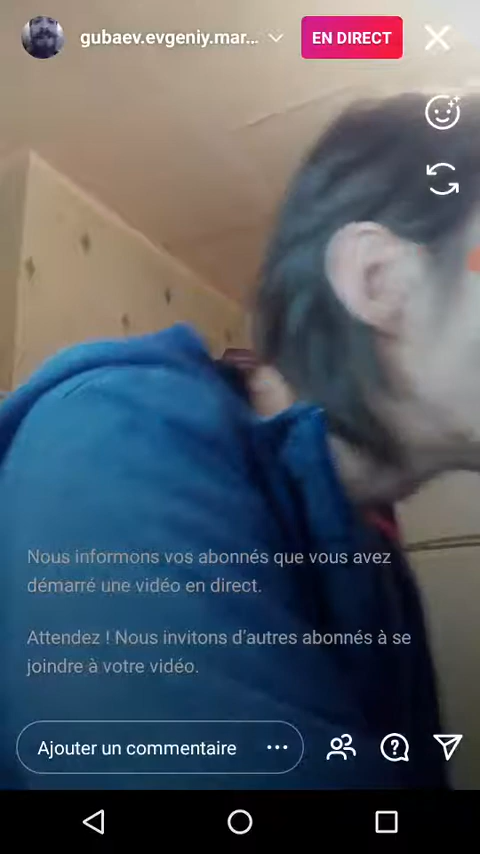 gubaev.evgeniy.mar...
EN DIRECT
Nous informons vos abonnés que vous avez
démarré une vidéo en direct.
Attendez ! Nous invitons d'autres abonnés à se
joindre à votre vidéo.
Ajouter un commentaire